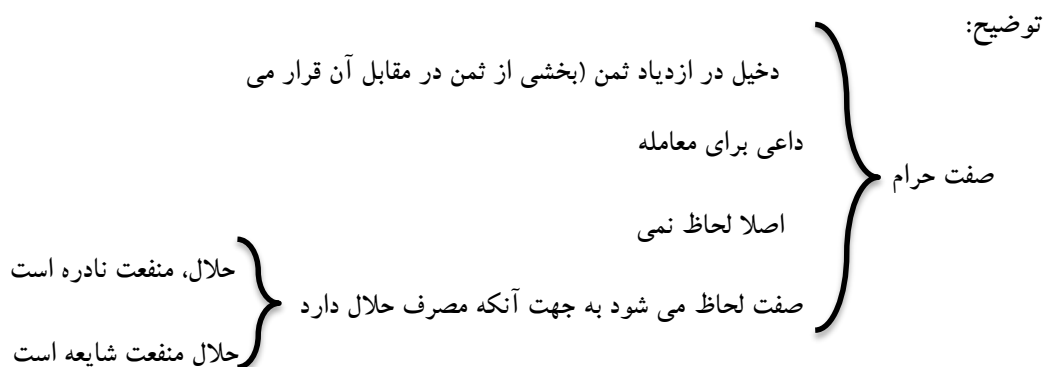 توضیح:
دخیل در ازدیاد ثمن (بخشی از ثمن در مقابل آن قرار می
داعی برای معامله
صفت حرام
اصلا لحاظ نمی
حلال، منفعت نادره است
صفت لحاظ می شود به جهت آنکه مصرف حلال دارد
حلال منفعت شایعه است